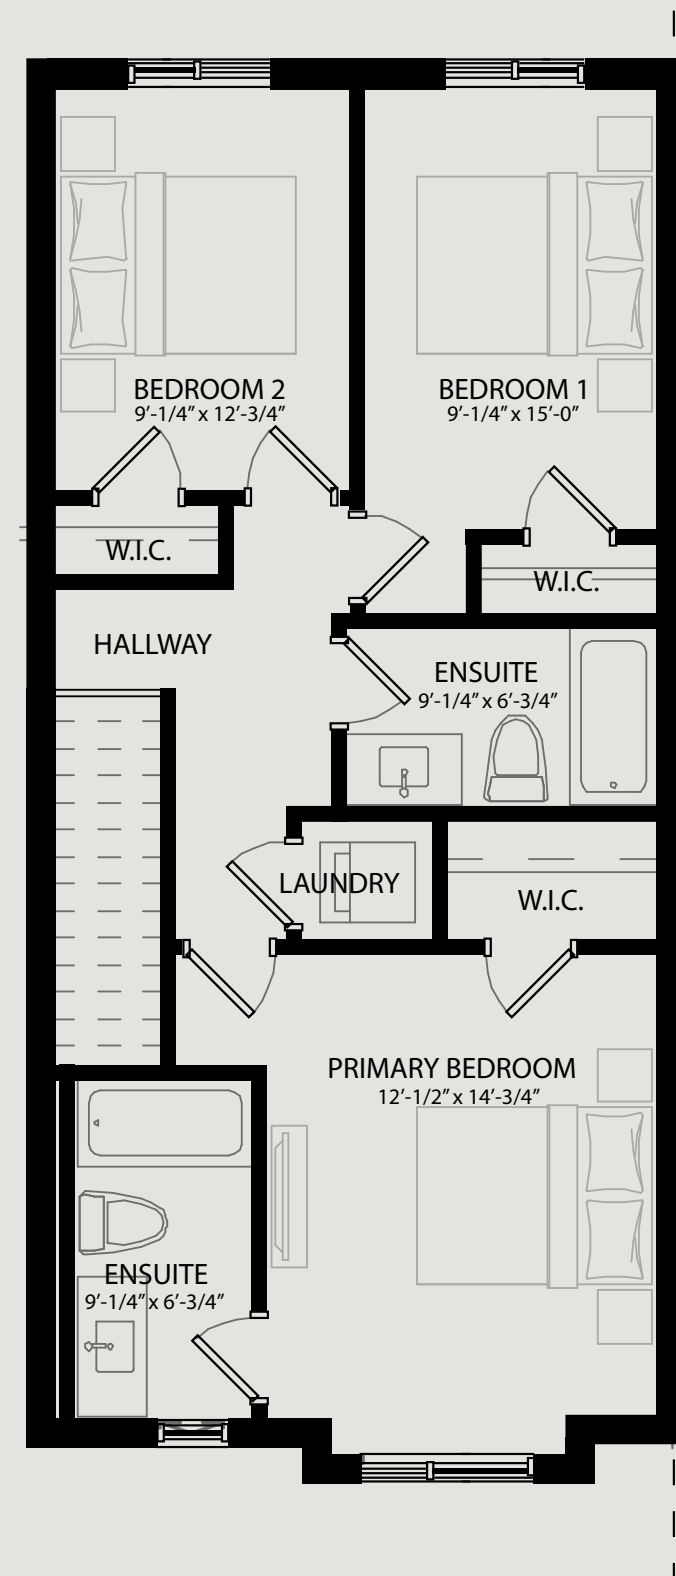 BEDROOM 2
9’-1/4” x 12’-3/4”
BEDROOM 1
9’-1/4” x 15’-0”
W.I.C.
W.I.C.
HALLWAY
ENSUITE
9’-1/4” x 6’-3/4”
LAUNDRY
W.I.C.
PRIMARY BEDROOM
12’-1/2” x 14’-3/4”
ENSUITE
9’-1/4” x 6’-3/4”